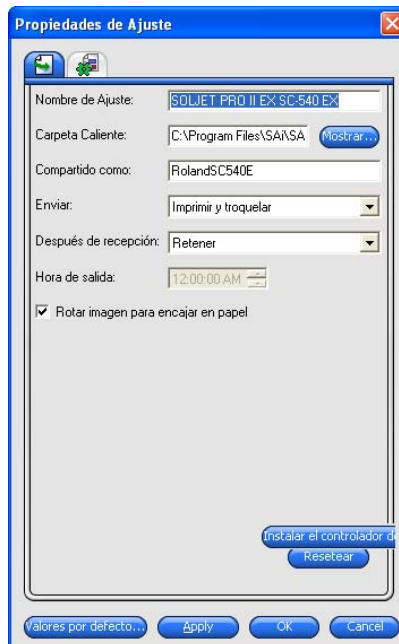 Propiedades de Ajuste
Nombre de Ajuste: SOLJET PRO II EX SC-540 EX
Carpeta Caliente: C:\Program Files\SAi\SA Mostrar...
Compartido como: RolandSC540E
Enviar: Imprimir y troquelar
Después de recepción: Retener
Hora de salida: 12:00:00 AM
Rotar imagen para encajar en papel
Instalar el controlador d
Resetear
Valores por defecto... Apply OK Cancel